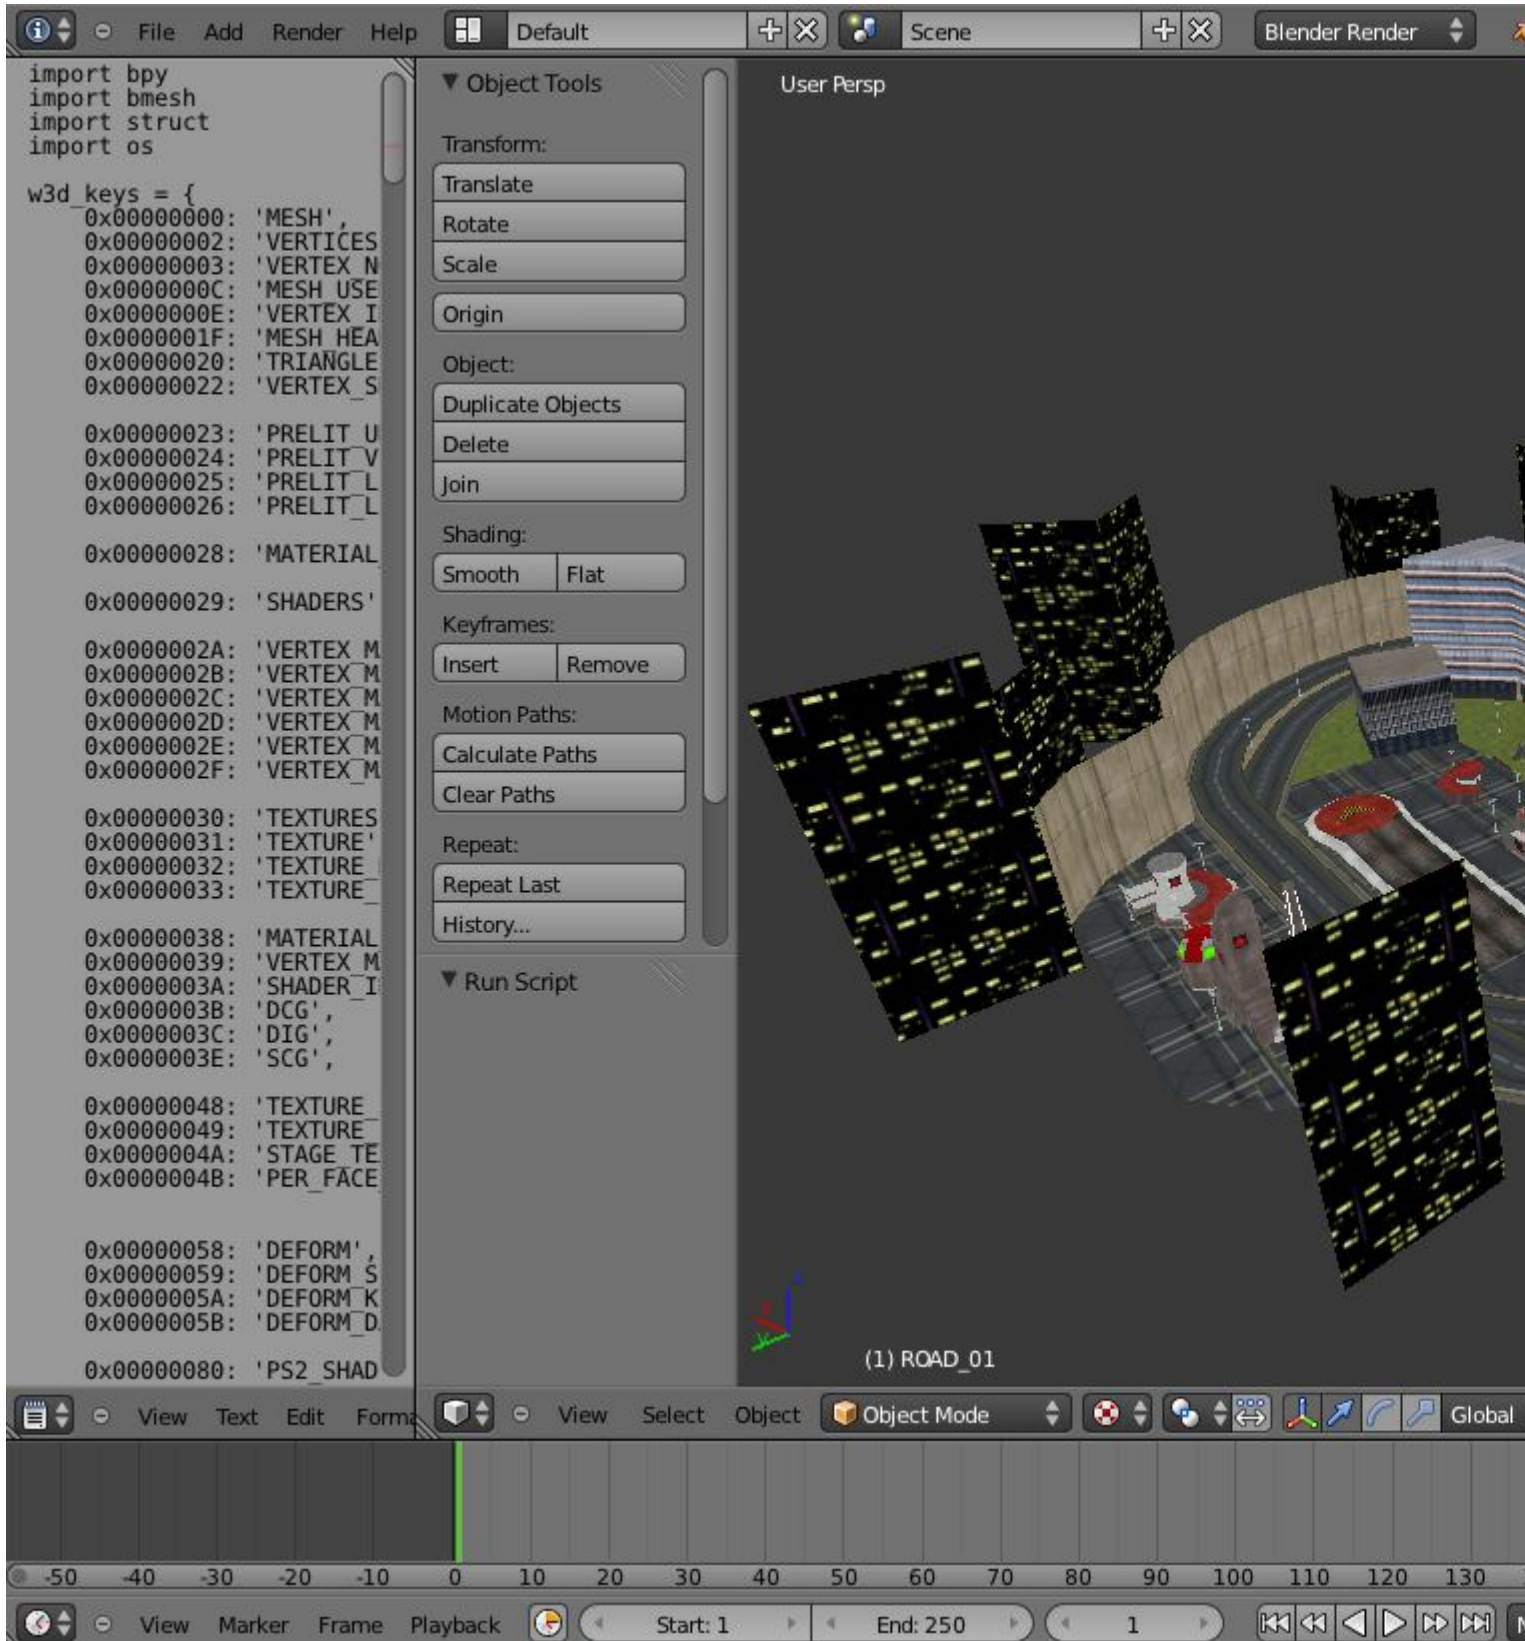 File Add Render Help Default Scene Blender Render
import bpy
import bmesh
import struct
import os
w3d_keys = {
0x00000000: 'MESH',
0x00000002: 'VERTICES
0x00000003: 'VERTEX_N
0x0000000C: 'MESH_USE
0x0000000E: 'VERTEX_I
0x0000001F: 'MESH_HEA
0x00000020: 'TRIANGLE
0x00000022: 'VERTEX_S
0x00000023: 'PRELIT_U
0x00000024: 'PRELIT_V
0x00000025: 'PRELIT_L
0x00000026: 'PRELIT_L
0x00000028: 'MATERIAL_
0x00000029: 'SHADERS'
0x0000002A: 'VERTEX_M
0x0000002B: 'VERTEX_M
0x0000002C: 'VERTEX_M
0x0000002D: 'VERTEX_M
0x0000002E: 'VERTEX_M
0x0000002F: 'VERTEX_M
0x00000030: 'TEXTURES
0x00000031: 'TEXTURE'
0x00000032: 'TEXTURE_
0x00000033: 'TEXTURE_
0x00000038: 'MATERIAL
0x00000039: 'VERTEX_M
0x0000003A: 'SHADER_I
0x0000003B: 'DCG',
0x0000003C: 'DIG',
0x0000003E: 'SCG',
0x00000048: 'TEXTURE_
0x00000049: 'TEXTURE_
0x0000004A: 'STAGE_TE
0x0000004B: 'PER_FACE_
0x00000058: 'DEFORM',
0x00000059: 'DEFORM_S
0x0000005A: 'DEFORM_K
0x0000005B: 'DEFORM_D
0x00000080: 'PS2_SHAD
View Text Edit Forma
Object Tools
Transform:
Translate
Rotate
Scale
Origin
Object:
Duplicate Objects
Delete
Join
Shading:
Smooth Flat
Keyframes:
Insert Remove
Motion Paths:
Calculate Paths
Clear Paths
Repeat:
Repeat Last
History...
Run Script
User Persp
(1) ROAD_01
View Select Object Object Mode Global
-50 -40 -30 -20 -10 0 10 20 30 40 50 60 70 80 90 100 110 120 130
View Marker Frame Playback Start: 1 End: 250 1